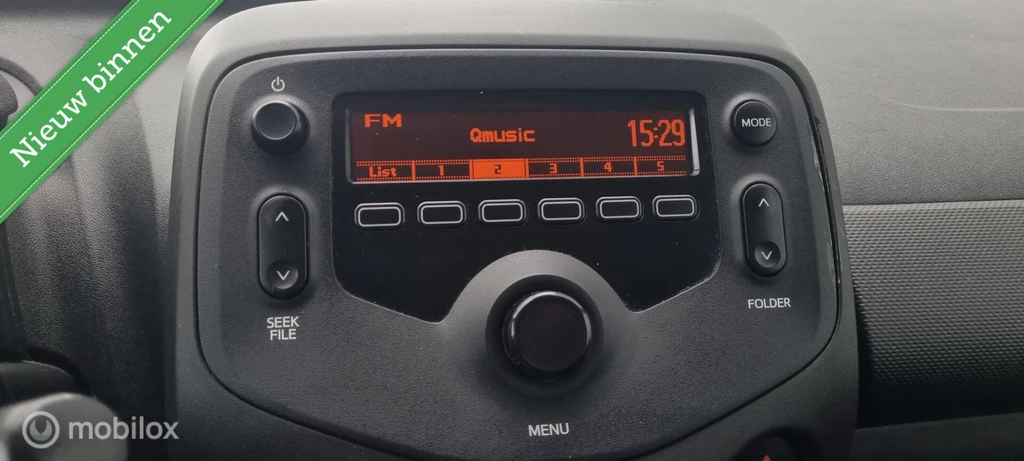 Nieuw binnen
FM
Qmusic
15:29
List 1 2 3 4 5
MODE
SEEK
FILE
FOLDER
MENU
mobilox